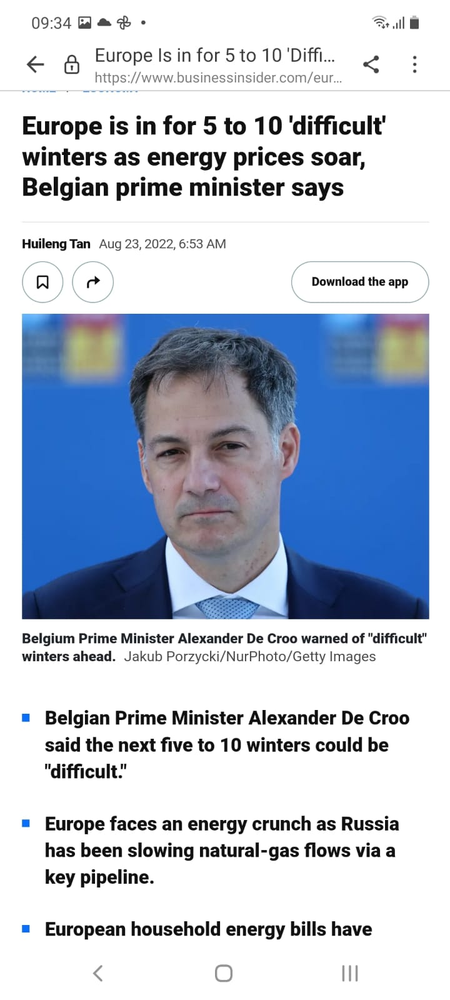 09:34
Europe Is in for 5 to 10 'Diffi...
https://www.businessinsider.com/eur...
Europe is in for 5 to 10 'difficult'
winters as energy prices soar,
Belgian prime minister says
Huileng Tan Aug 23, 2022, 6:53 AM
Download the app
Belgium Prime Minister Alexander De Croo warned of "difficult"
winters ahead. Jakub Porzycki/NurPhoto/Getty Images
Belgian Prime Minister Alexander De Croo
said the next five to 10 winters could be
"difficult."
Europe faces an energy crunch as Russia
has been slowing natural-gas flows via a
key pipeline.
European household energy bills have